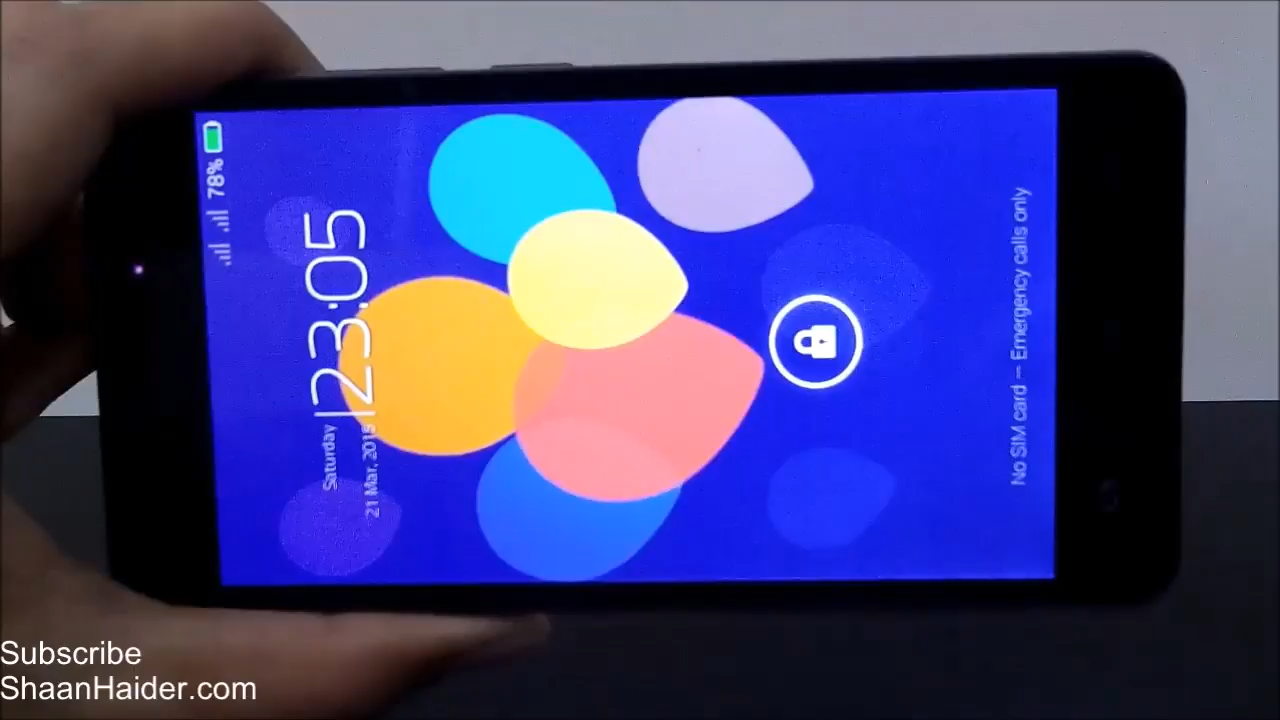 78%
23:05
Saturday
21 Mar, 2015
No SIM card — Emergency calls only
Subscribe
ShaanHaider.com